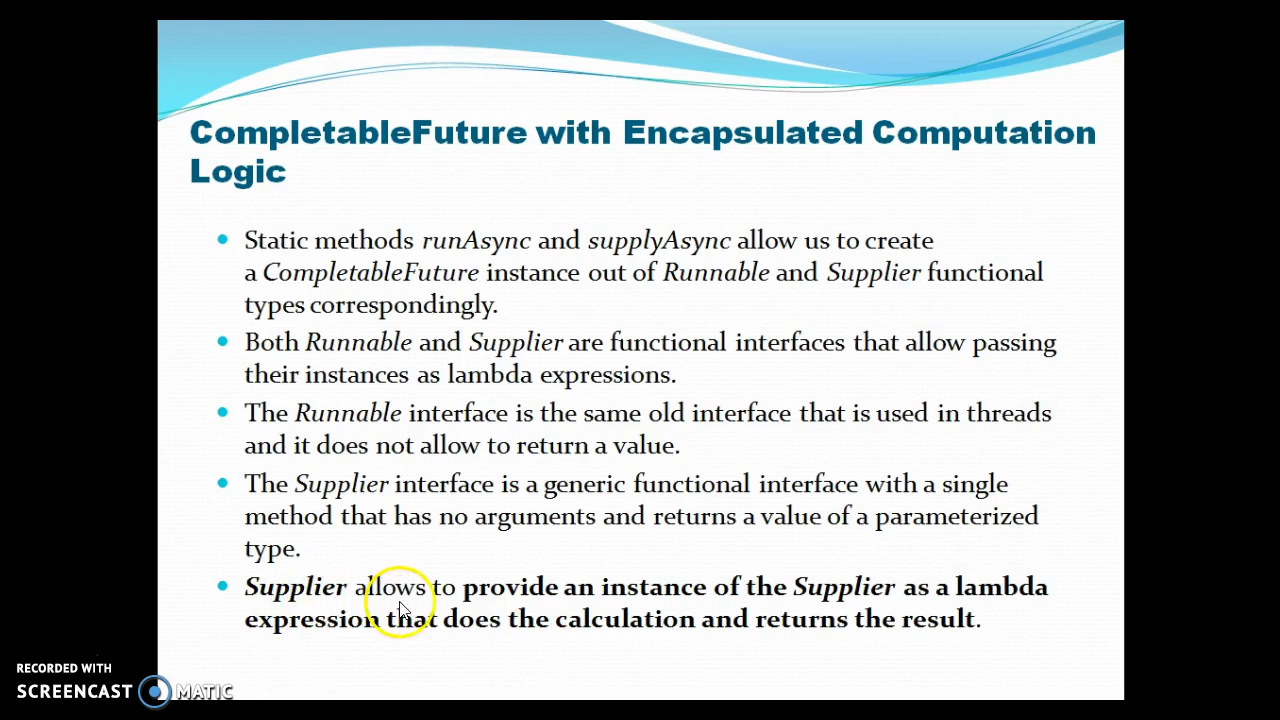 CompletableFuture with Encapsulated Computation
Logic
• Static methods runAsync and supplyAsync allow us to create
a CompletableFuture instance out of Runnable and Supplier functional
types correspondingly.
• Both Runnable and Supplier are functional interfaces that allow passing
their instances as lambda expressions.
• The Runnable interface is the same old interface that is used in threads
and it does not allow to return a value.
• The Supplier interface is a generic functional interface with a single
method that has no arguments and returns a value of a parameterized
type.
• Supplier allows to provide an instance of the Supplier as a lambda
expression that does the calculation and returns the result.
RECORDED WITH
SCREENCAST MATIC